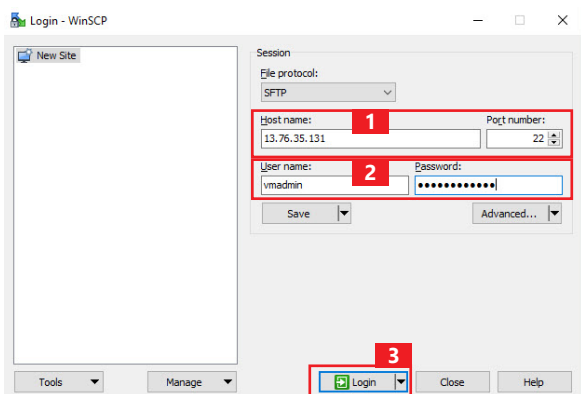 Login - WinSCP
New Site
Session
File protocol:
SFTP
Host name:
1
Port number:
13.76.35.131
22
User name:
2
Password:
vmadmin
••••••••••••
Save
Advanced...
3
Tools
Manage
Login
Close
Help